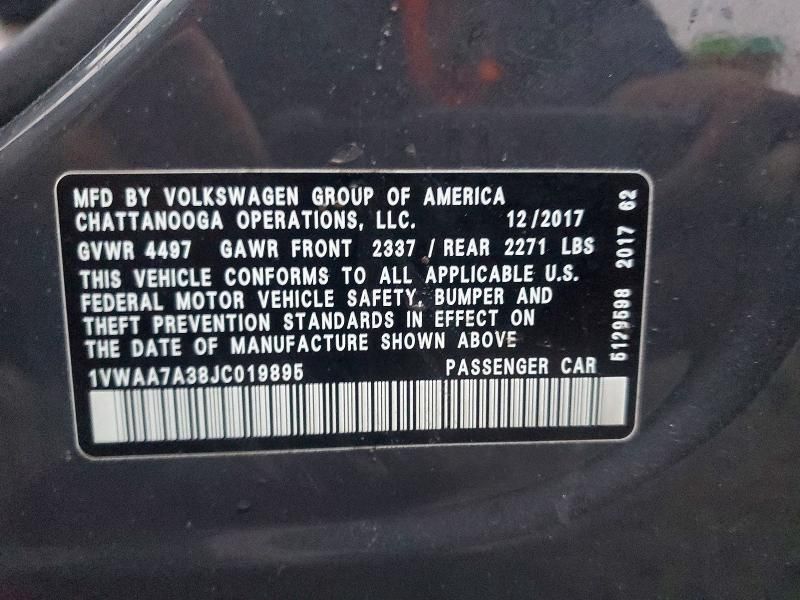 MFD BY VOLKSWAGEN GROUP OF AMERICA
CHATTANOOGA OPERATIONS, LLC. 12/2017
GVWR 4497 GAWR FRONT 2337 / REAR 2271 LBS
THIS VEHICLE CONFORMS TO ALL APPLICABLE U.S.
FEDERAL MOTOR VEHICLE SAFETY, BUMPER AND
THEFT PREVENTION STANDARDS IN EFFECT ON
THE DATE OF MANUFACTURE SHOWN ABOVE
1VWAA7A38JC019895 PASSENGER CAR
5129598 2017 62